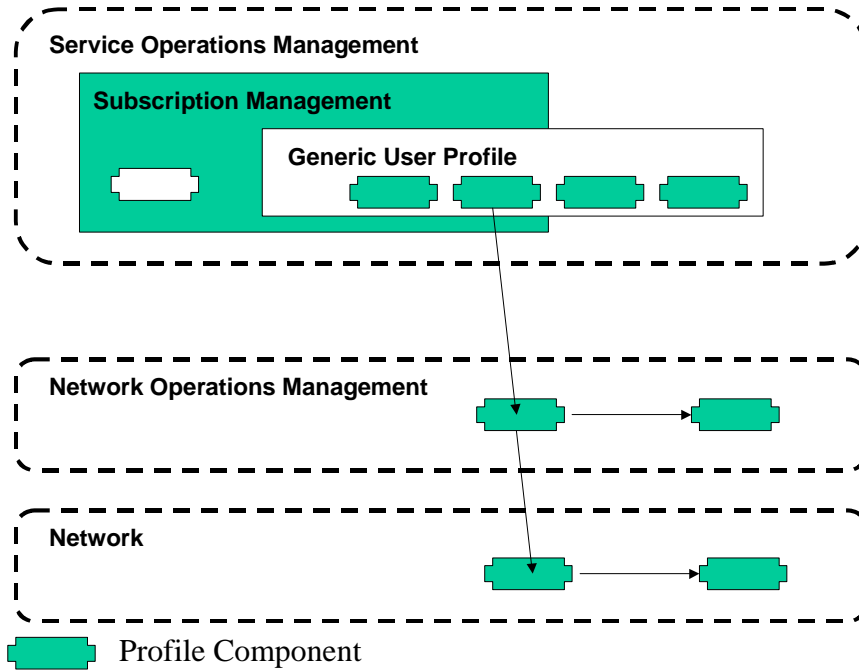 Service Operations Management
Subscription Management
Generic User Profile
Network Operations Management
Network
Profile Component